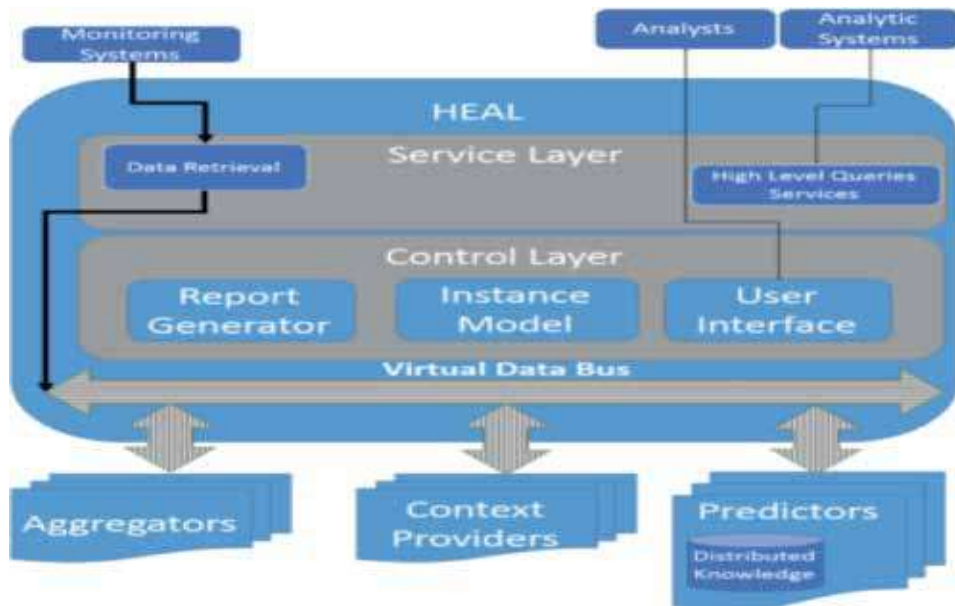 Monitoring
Systems
Analysts
Analytic
Systems
HEAL
Service Layer
Data Retrieval
High Level Queries
Services
Control Layer
Report
Generator
Instance
Model
User
Interface
Virtual Data Bus
Aggregators
Context
Providers
Predictors
Distributed
Knowledge